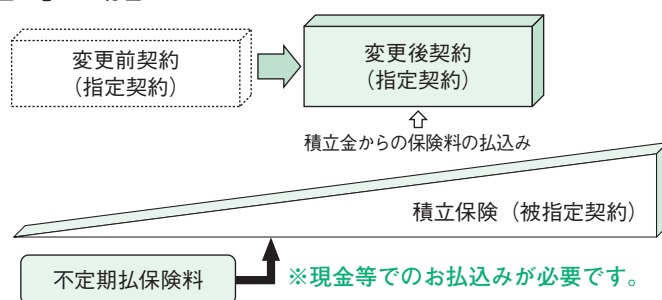 変更前契約
(指定契約)
変更後契約
(指定契約)
積立金からの保険料の払込み
積立保険（被指定契約）
不定期払保険料
※現金等でのお払込みが必要です。